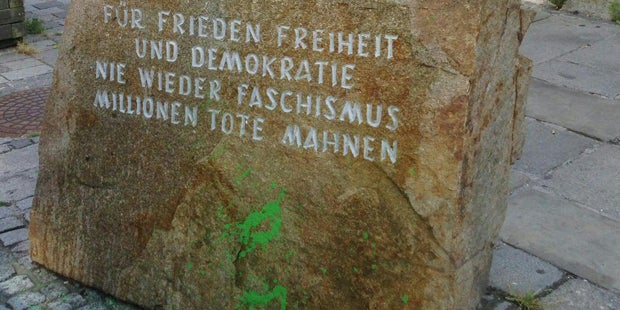 FÜR FRIEDEN FREIHEIT
UND DEMOKRATIE
NIE WIEDER FASCHISMUS
MILLIONEN TOTE MAHNEN